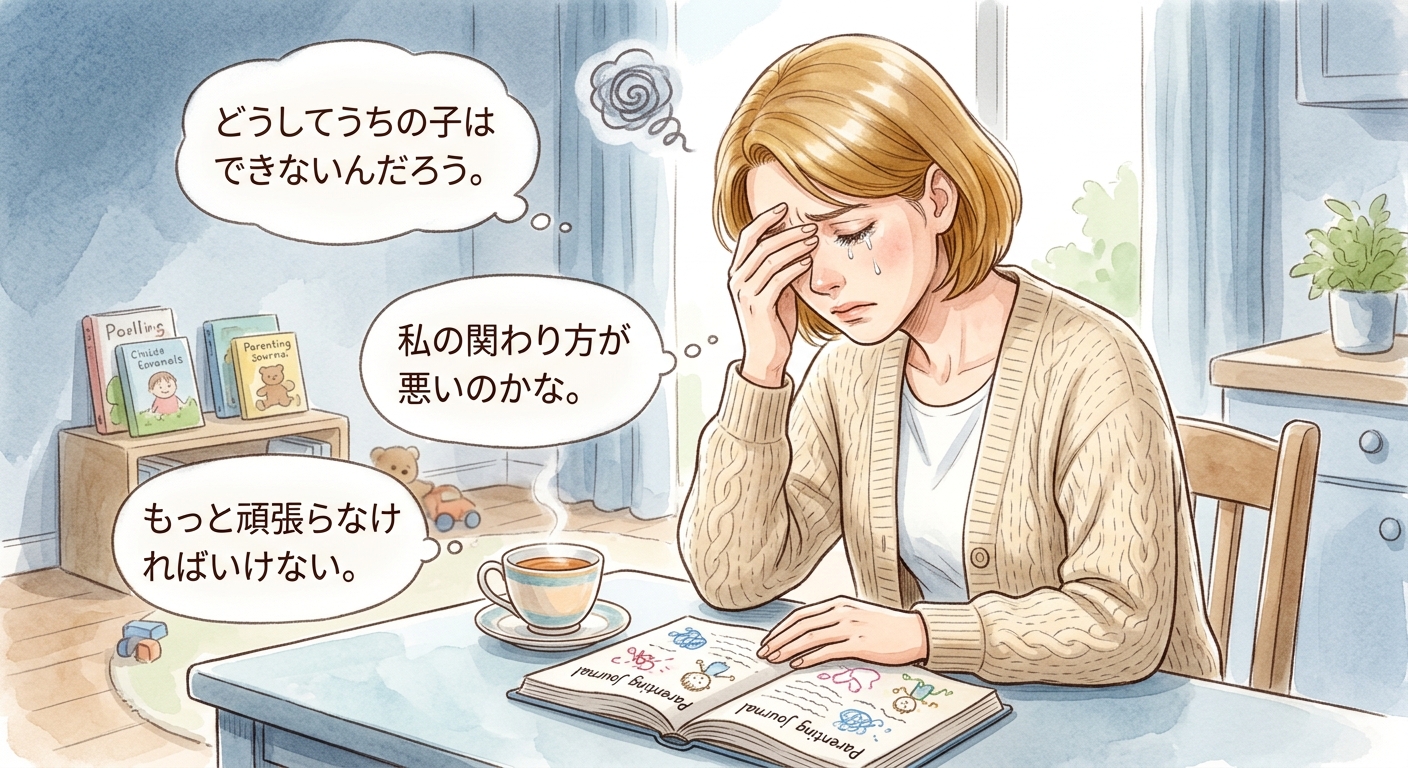 どうしてうちの子は
できないんだろう。
私の関わり方が
悪いのかな。
もっと頑張らなけ
ればいけない。
Parenting
Parenting Journal
Parenting Journal